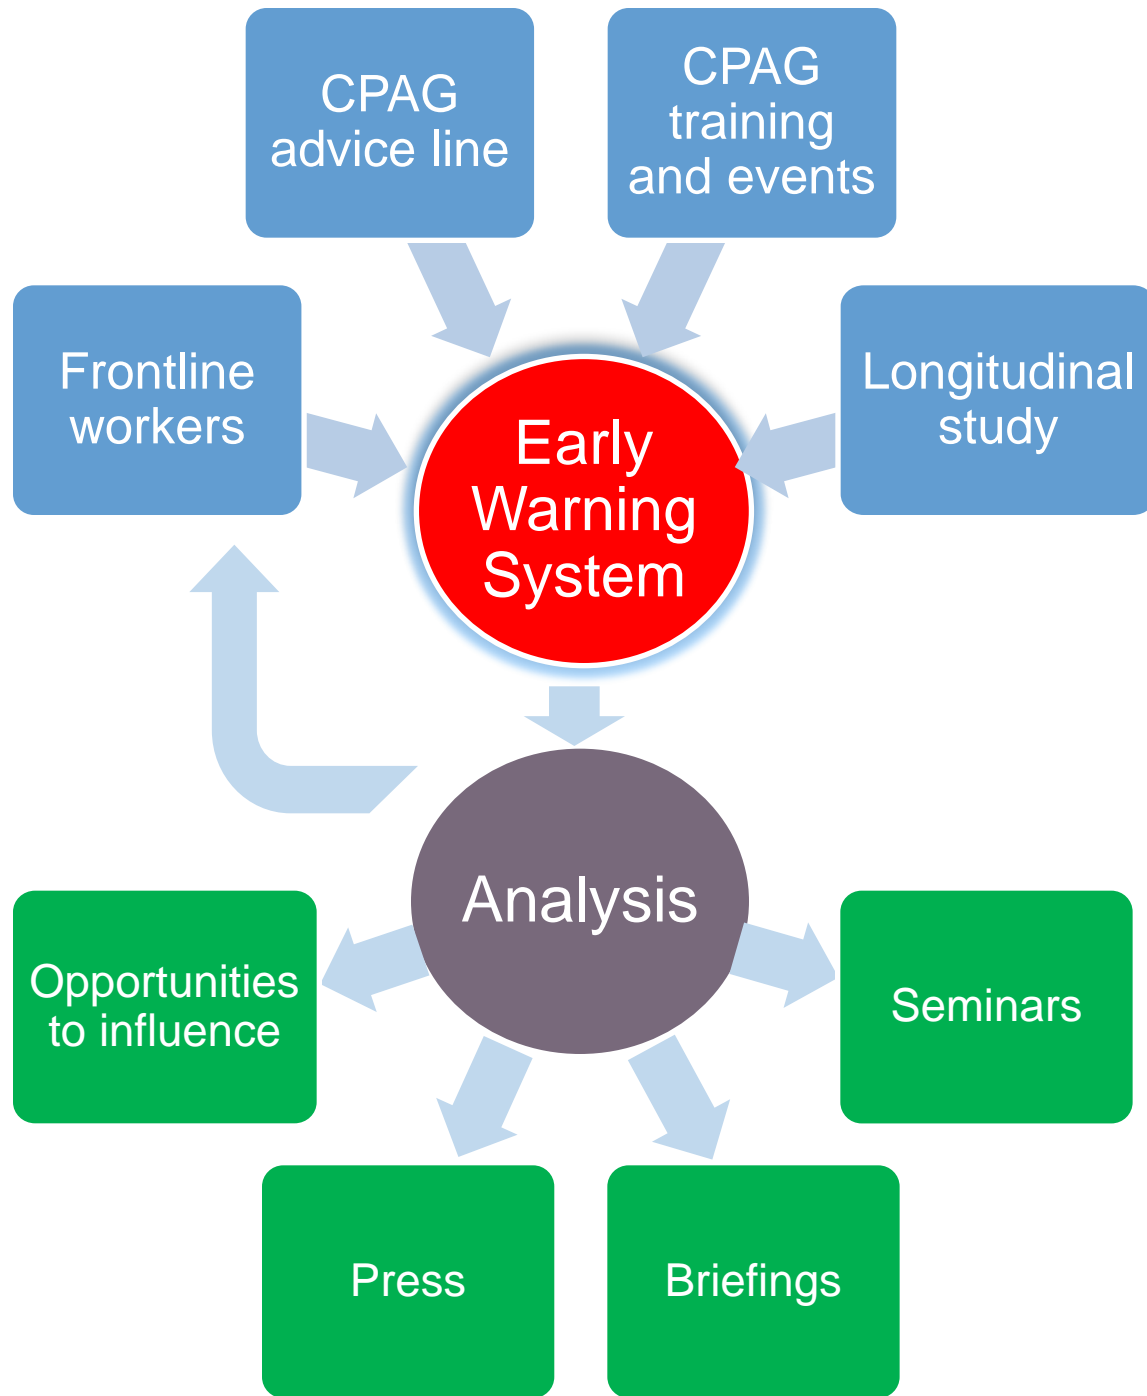 CPAG
advice line
CPAG
training
and events
Frontline
workers
Early
Warning
System
Longitudinal
study
Analysis
Opportunities
to influence
Seminars
Press
Briefings